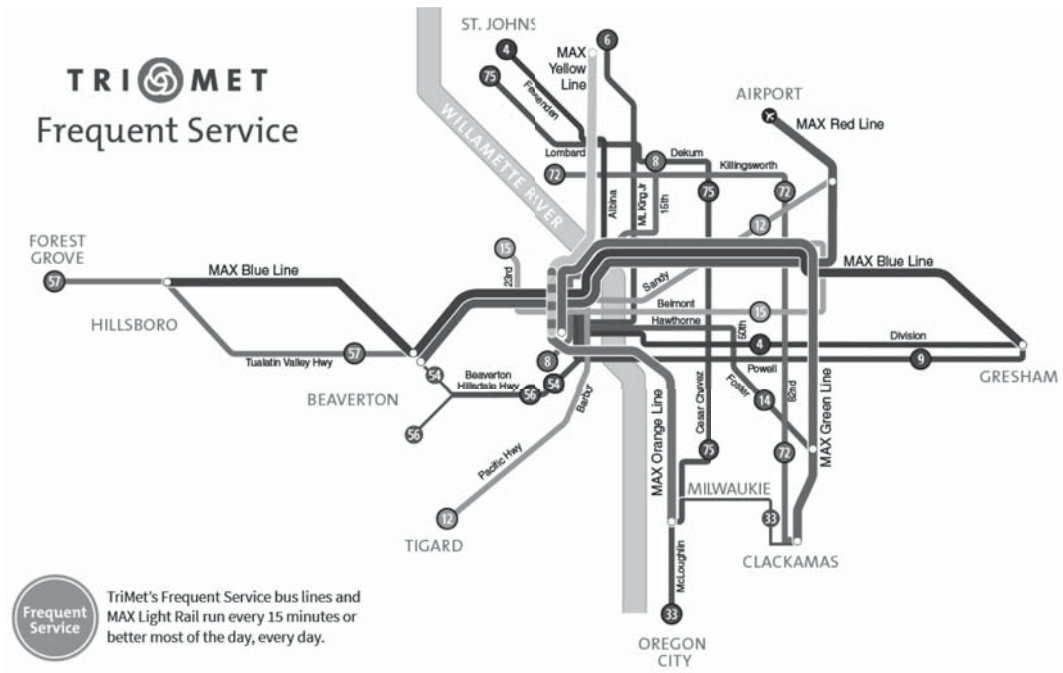 TRI MET
Frequent Service
ST. JOHNS
4
75
Fessenden
MAX
Yellow
Line
6
AIRPORT
MAX Red Line
WILLAMETTE RIVER
Lombard
8
Dekum
Killingsworth
72
75
72
Albina
ML King Jr
15th
12
15
23rd
FOREST
GROVE
57
MAX Blue Line
HILLSBORO
Sandy
Belmont
15
MAX Blue Line
Hawthorne
50th
4
Division
9
GRESHAM
Tualatin Valley Hwy
57
BEAVERTON
54
Beaverton
Hillsdale Hwy
56
54
8
56
Barbur
Pacific Hwy
12
TIGARD
Powell
Foster
14
82nd
Cesar Chavez
75
72
MAX Orange Line
MAX Green Line
MILWAUKIE
33
CLACKAMAS
McLoughlin
33
OREGON
CITY
Frequent
Service
TriMet's Frequent Service bus lines and
MAX Light Rail run every 15 minutes or
better most of the day, every day.